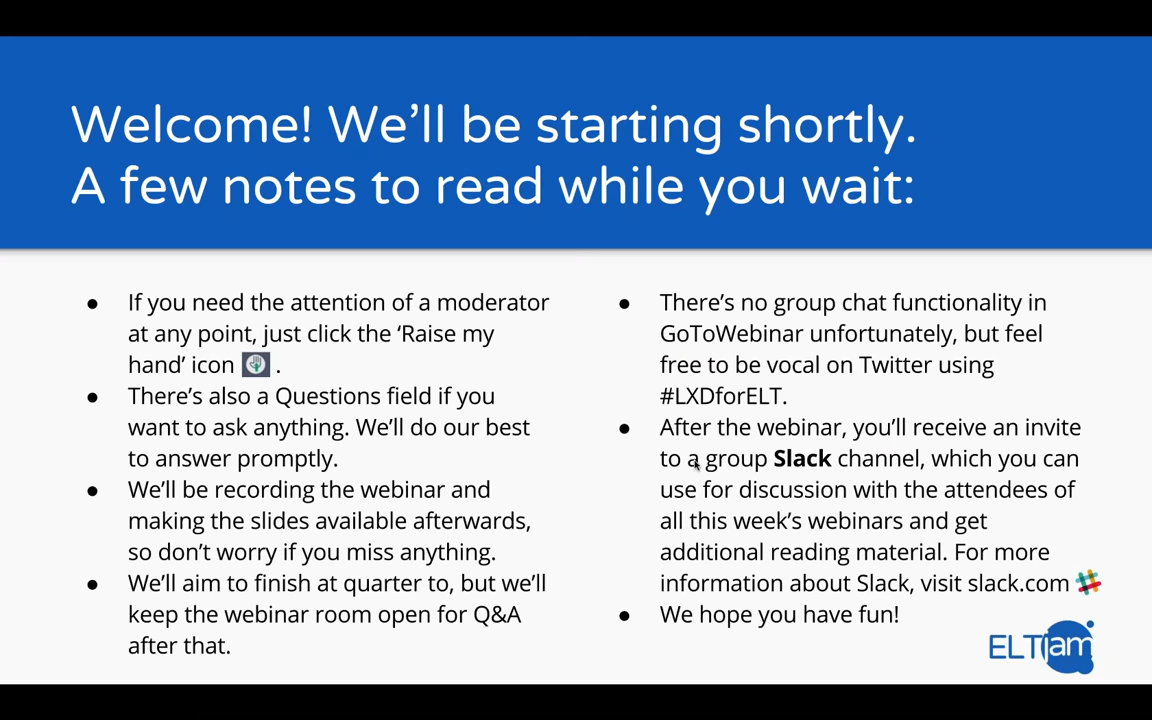 Welcome! We’ll be starting shortly.
A few notes to read while you wait:
● If you need the attention of a moderator
at any point, just click the ‘Raise my
hand’ icon .
● There’s also a Questions field if you
want to ask anything. We’ll do our best
to answer promptly.
● We’ll be recording the webinar and
making the slides available afterwards,
so don’t worry if you miss anything.
● We’ll aim to finish at quarter to, but we’ll
keep the webinar room open for Q&A
after that.
● There’s no group chat functionality in
GoToWebinar unfortunately, but feel
free to be vocal on Twitter using
#LXDforELT.
● After the webinar, you’ll receive an invite
to a group Slack channel, which you can
use for discussion with the attendees of
all this week’s webinars and get
additional reading material. For more
information about Slack, visit slack.com
● We hope you have fun!
ELTjam